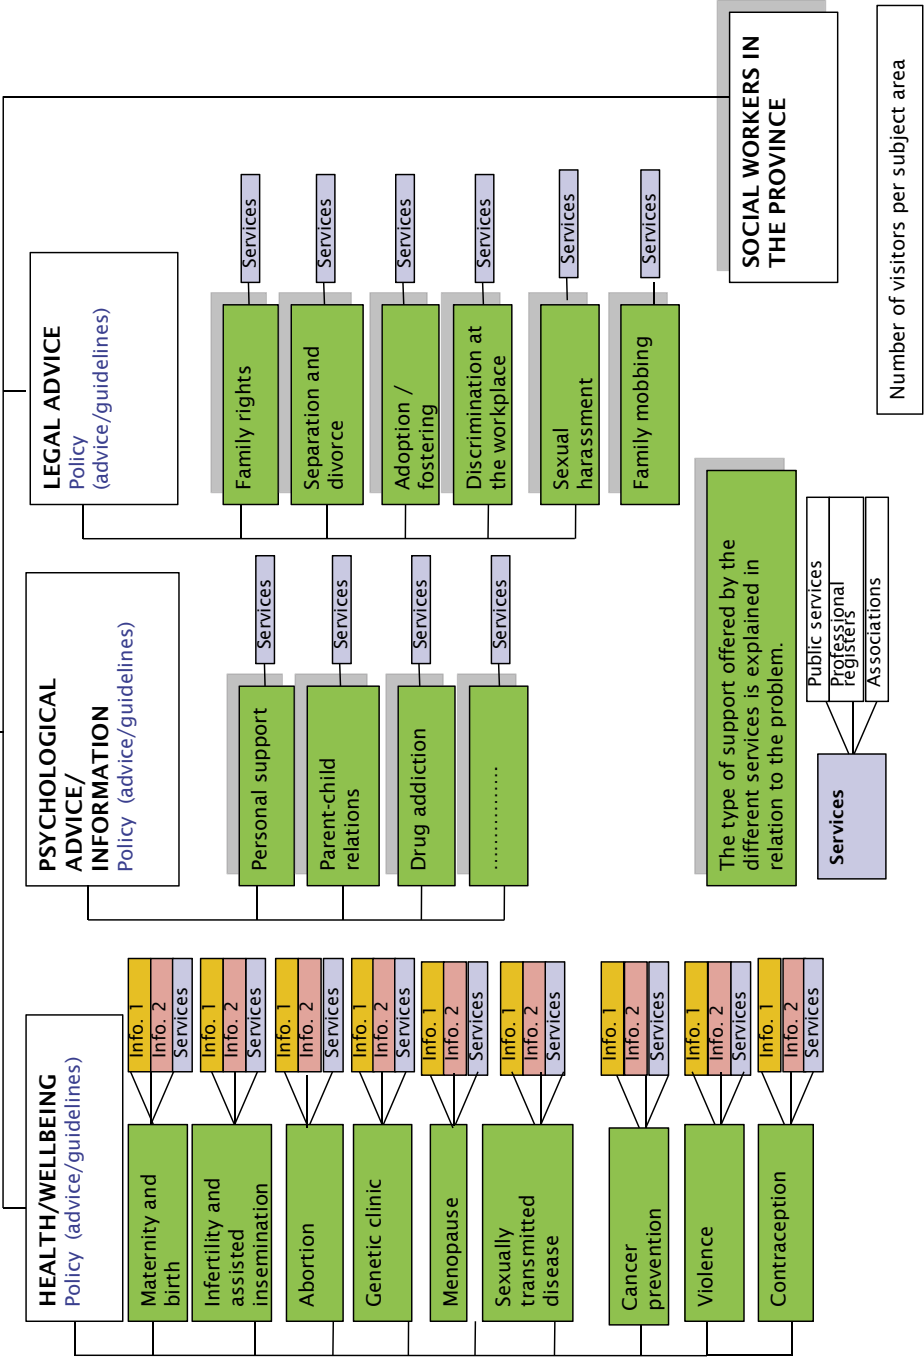 HEALTH/WELLBEING
Policy (advice/guidelines)
Maternity and
birth
Info. 1
Info. 2
Services
Infertility and
assisted
insemination
Info. 1
Info. 2
Services
Abortion
Info. 1
Info. 2
Services
Genetic clinic
Info. 1
Info. 2
Services
Menopause
Info. 1
Info. 2
Services
Sexually
transmitted
disease
Info. 1
Info. 2
Services
Cancer
prevention
Info. 1
Info. 2
Services
Violence
Info. 1
Info. 2
Services
Contraception
Info. 1
Info. 2
Services
PSYCHOLOGICAL
ADVICE/
INFORMATION
Policy (advice/guidelines)
Personal support
Services
Parent-child
relations
Services
Drug addiction
Services
................
Services
LEGAL ADVICE
Policy
(advice/guidelines)
Family rights
Services
Separation and
divorce
Services
Adoption /
fostering
Services
Discrimination at
the workplace
Services
Sexual
harassment
Services
Family mobbing
Services
SOCIAL WORKERS IN
THE PROVINCE
The type of support offered by the
different services is explained in
relation to the problem.
Services
Public services
Professional
registers
Associations
Number of visitors per subject area